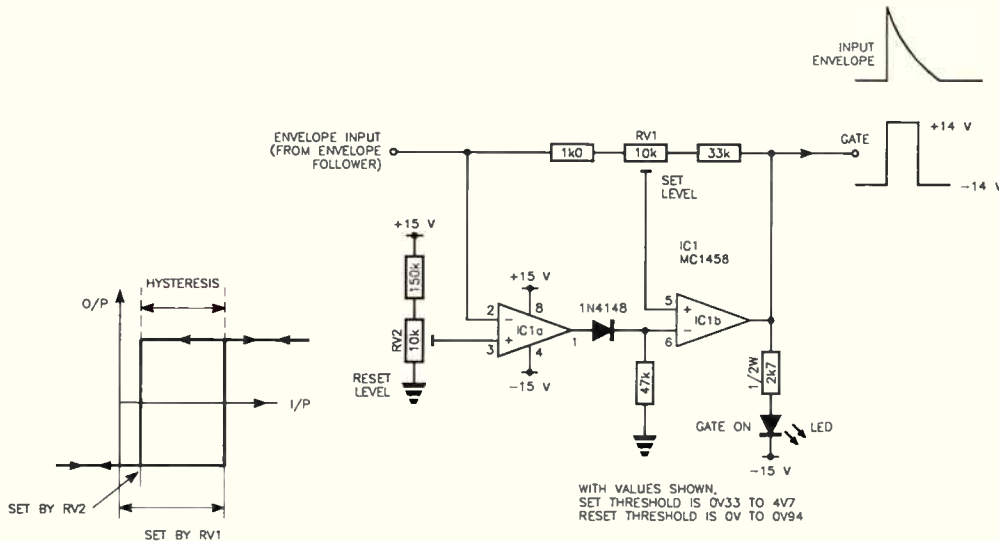 INPUT
ENVELOPE
ENVELOPE INPUT
(FROM ENVELOPE
FOLLOWER)
1k0
RV1
10k
33k
GATE
+14 V
-14 V
SET
LEVEL
IC1
MC1458
+15 V
150k
RV2
10k
RESET
LEVEL
+15 V
2
3
8
4
1
IC1a
-15 V
1N4148
47k
5
6
IC1b
1/2W
2k7
GATE ON
LED
-15 V
HYSTERESIS
O/P
I/P
SET BY RV2
SET BY RV1
WITH VALUES SHOWN,
SET THRESHOLD IS 0V33 TO 4V7
RESET THRESHOLD IS 0V TO 0V94